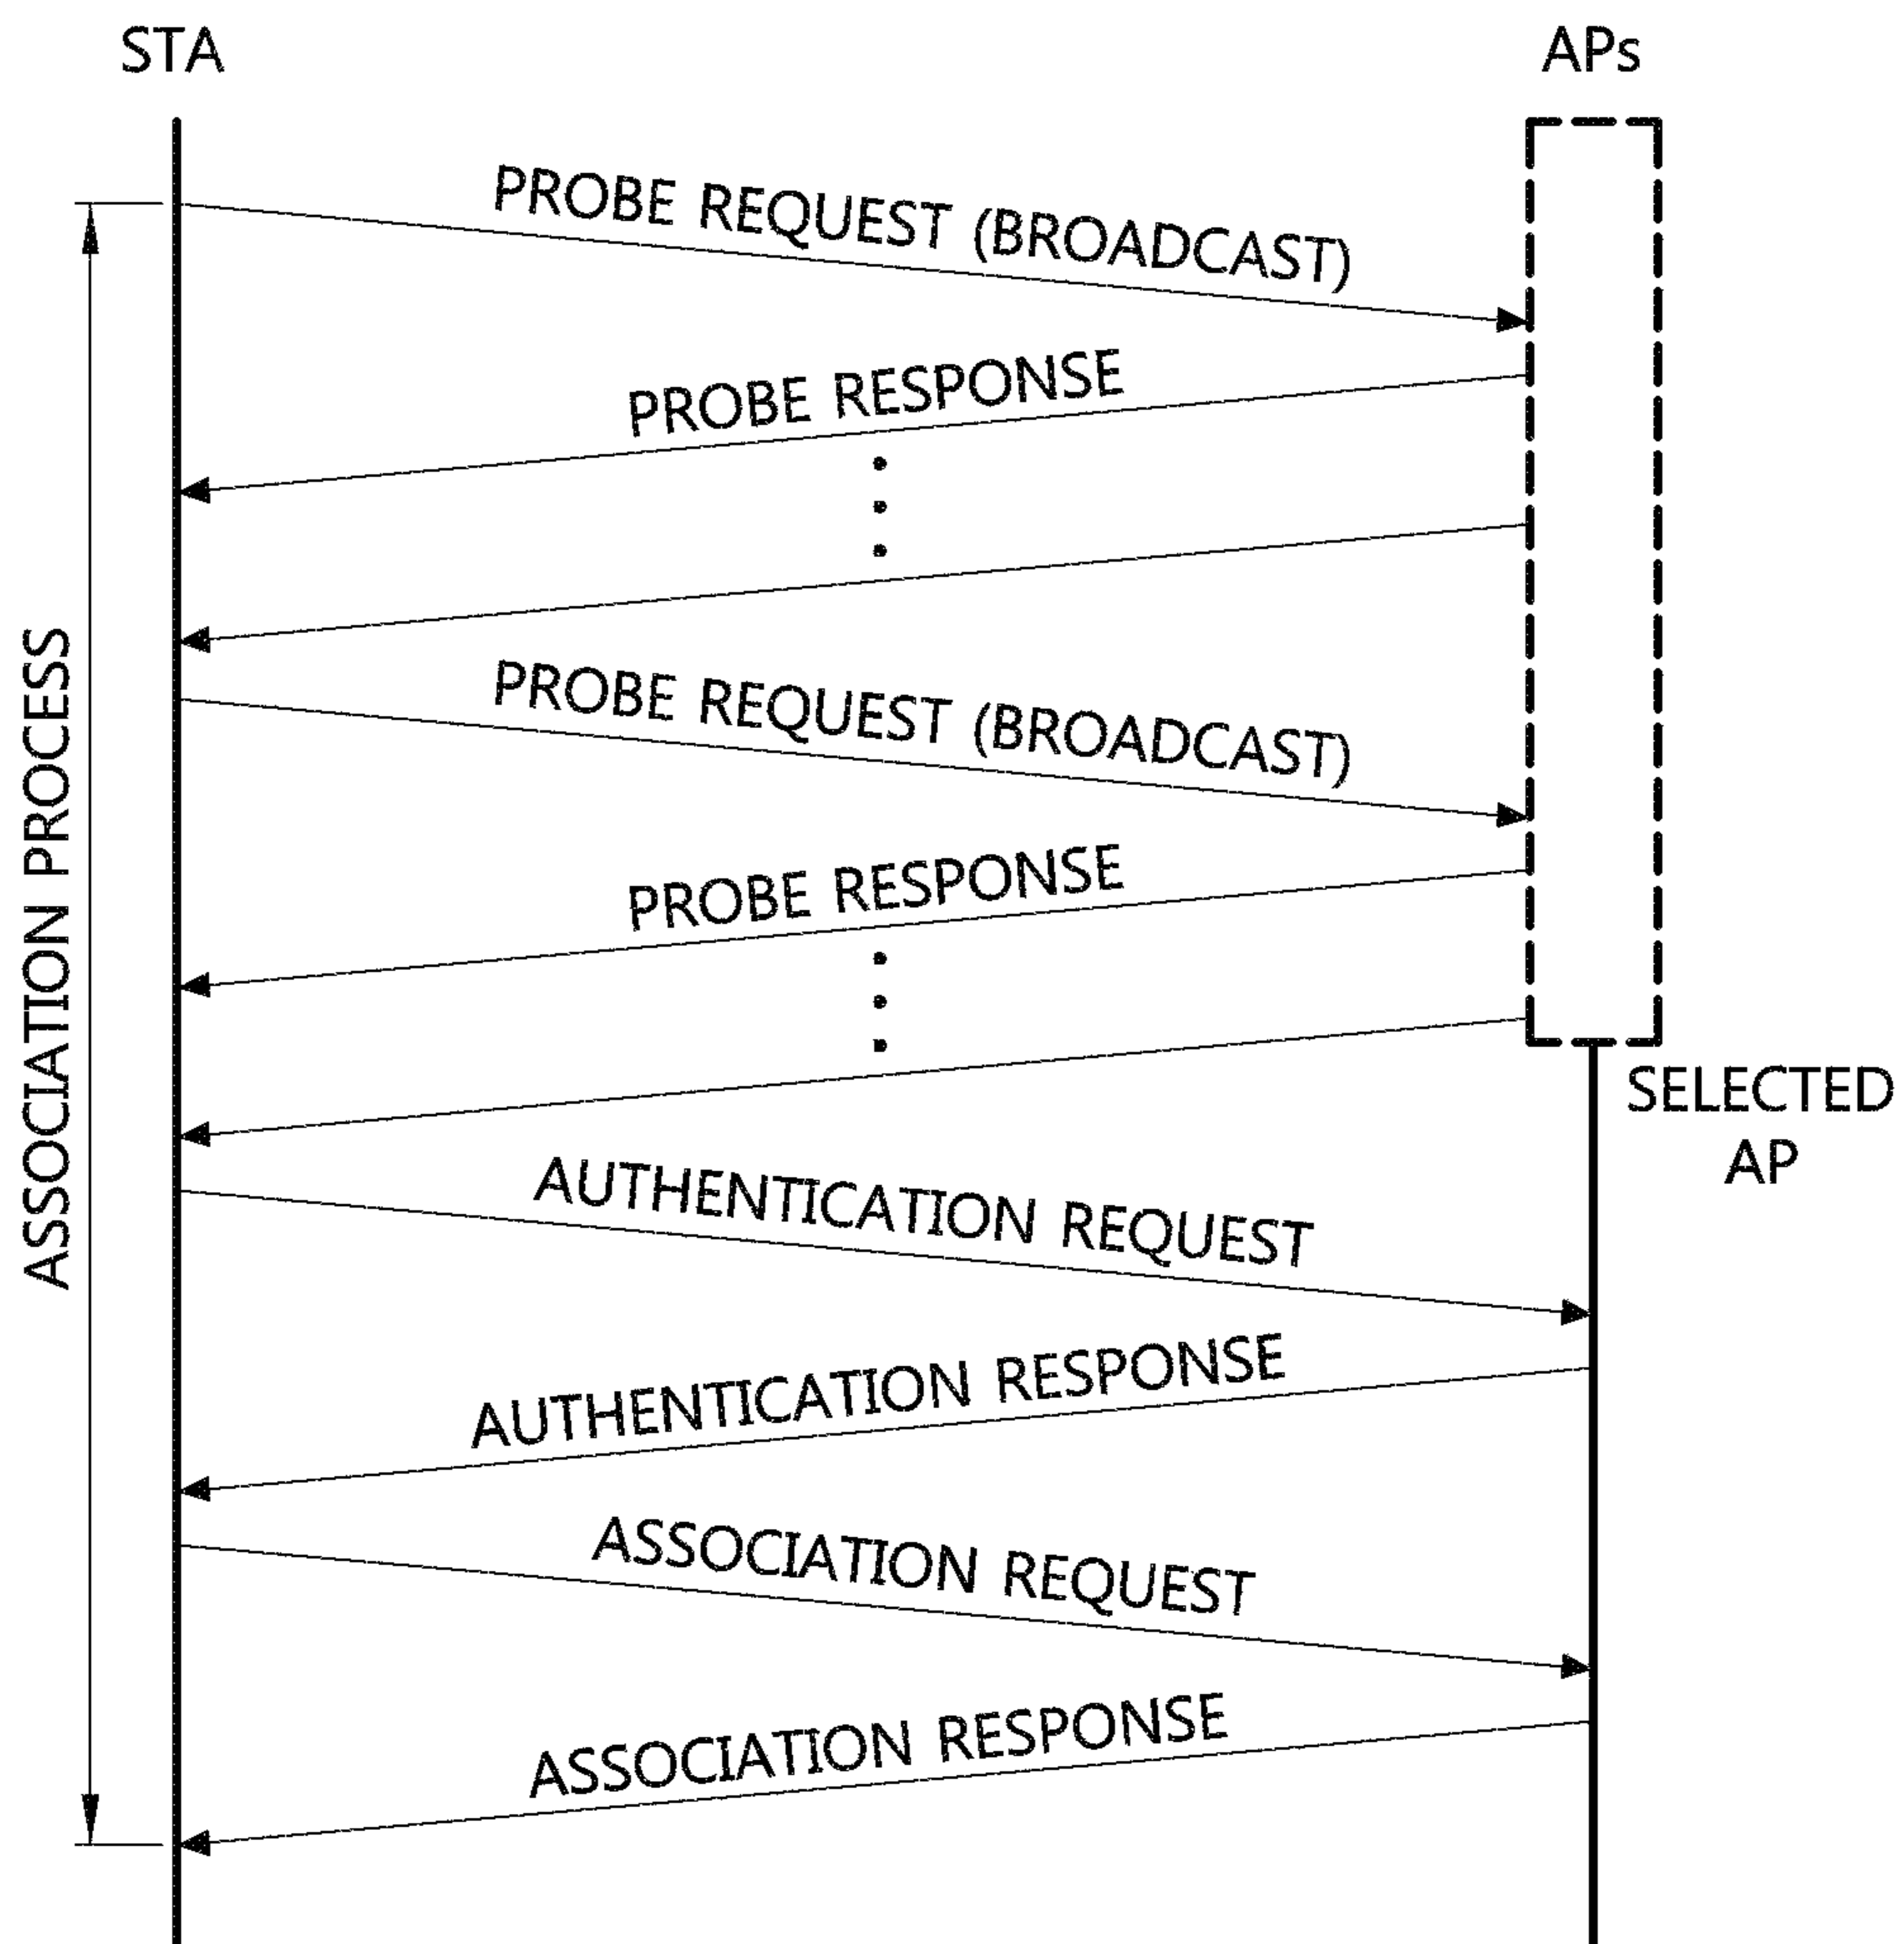 STA
APs
PROBE REQUEST (BROADCAST)
PROBE RESPONSE
PROBE REQUEST (BROADCAST)
PROBE RESPONSE
ASSOCIATION PROCESS
SELECTED
AP
AUTHENTICATION REQUEST
AUTHENTICATION RESPONSE
ASSOCIATION REQUEST
ASSOCIATION RESPONSE